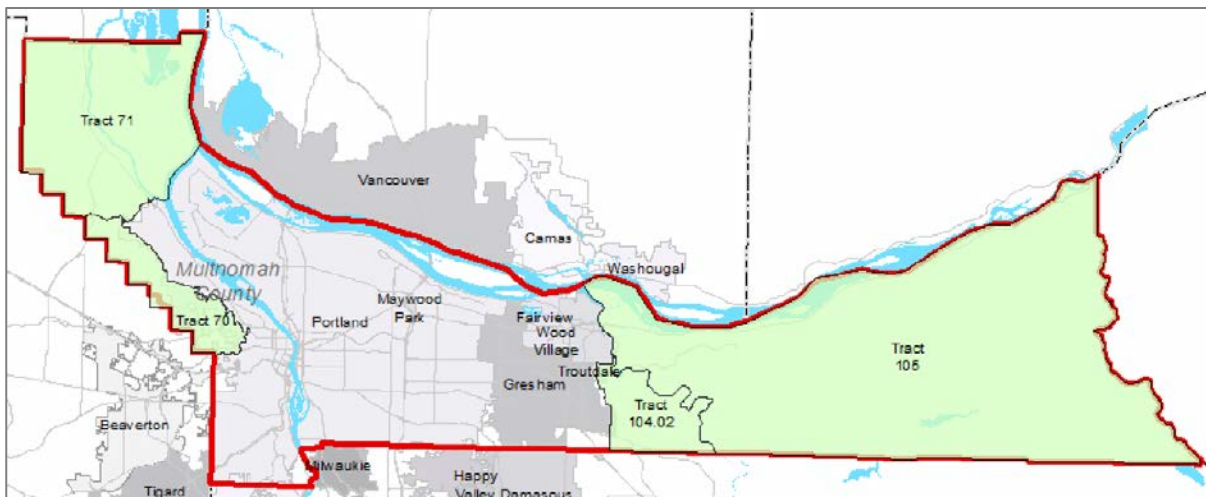 Tract 71
Vancouver
Camas
Washougal
Multnomah
County
Maywood
Park
Portland
Tract 70
Fairview
Wood
Village
Troutdale
Gresham
Tract
105
Tract
104.02
Beaverton
Milwaukie
Tigard
Happy
Valley Damascus